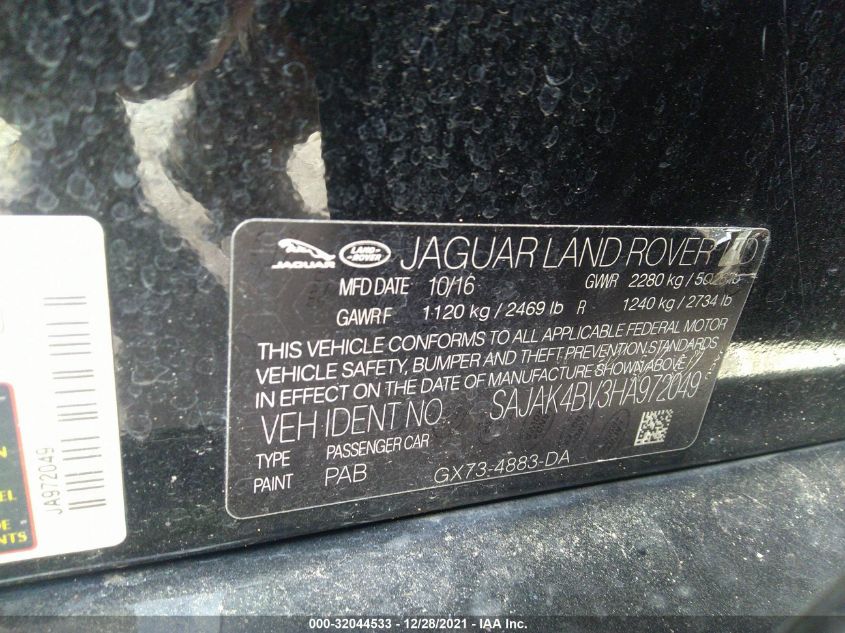 JAGUAR
LAND-ROVER
JAGUAR LAND ROVER
MFD DATE 10/16 GVWR 2280 kg /
GAWR F 1120 kg / 2469 lb R 1240 kg / 2734 lb
THIS VEHICLE CONFORMS TO ALL APPLICABLE FEDERAL MOTOR
VEHICLE SAFETY, BUMPER AND THEFT PREVENTION STANDARDS
IN EFFECT ON THE DATE OF MANUFACTURE SHOWN ABOVE
VEH IDENT NO SAJAK4BV3HA972049
TYPE PASSENGER CAR
PAINT PAB GX73-4883-DA
JA972049
000-32044533 - 12/28/2021 - IAA Inc.